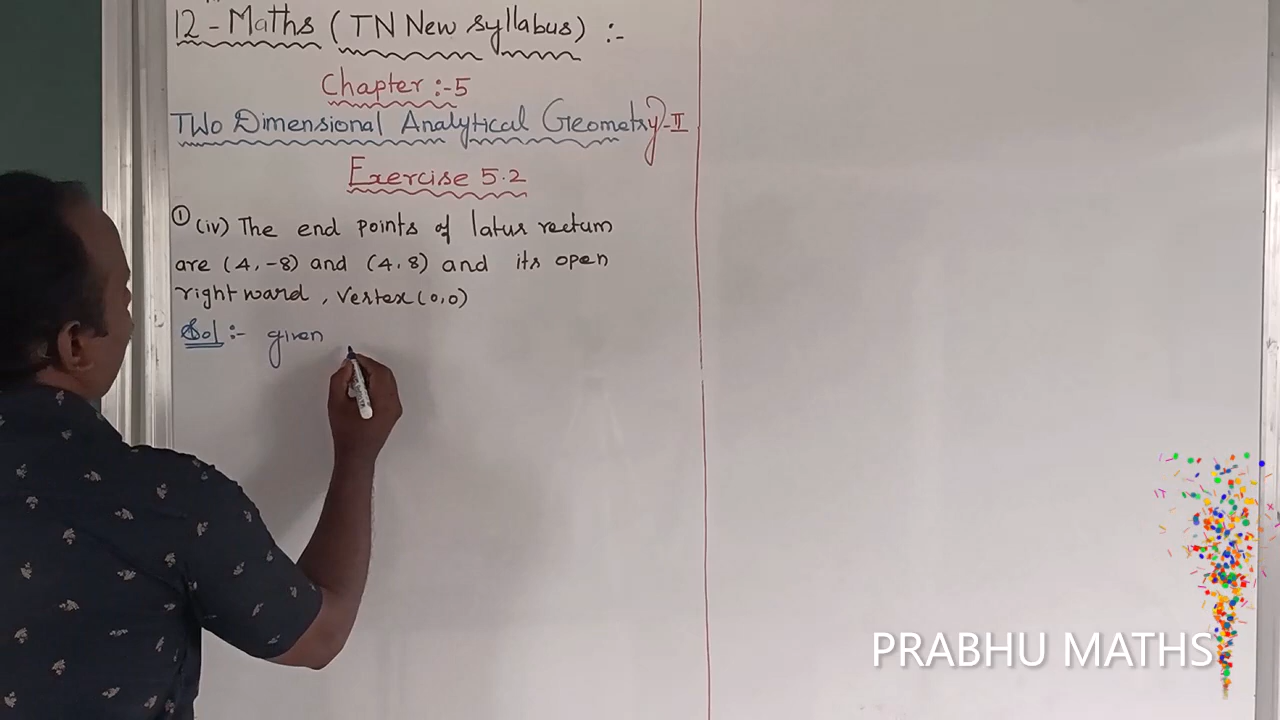 12 - Maths (TN New syllabus) :-
Chapter :- 5
Two Dimensional Analytical Geometry - II
Exercise 5.2
① (iv) The end points of latus rectum
are (4, -8) and (4, 8) and its open
rightward, Vertex (0,0)
Sol :- given
PRABHU MATHS